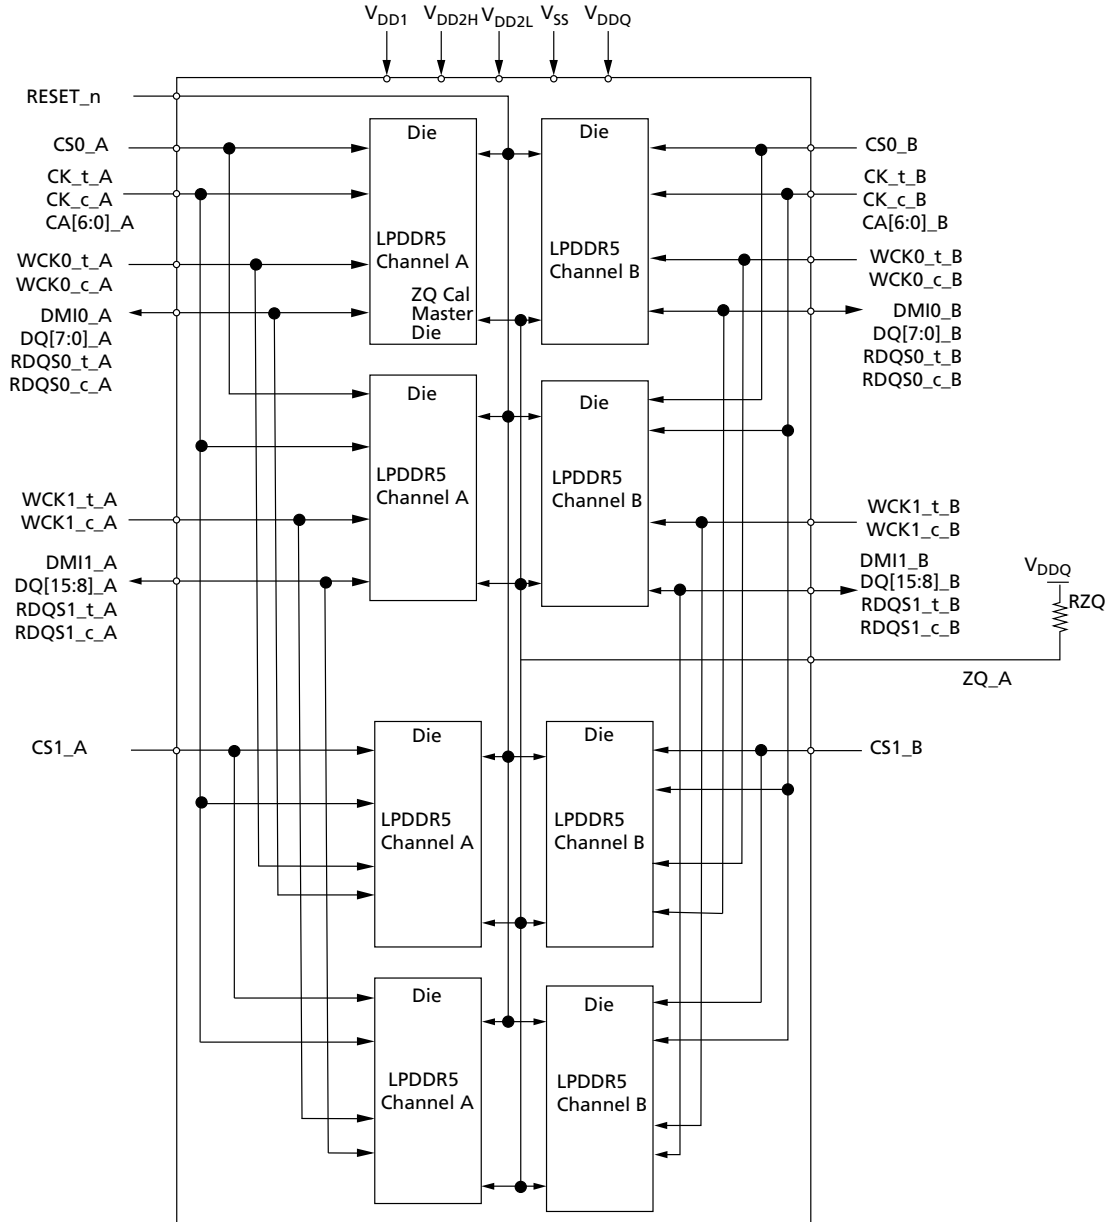 VDD1 VDD2H VDD2L VSS VDDQ
RESET_n
CS0_A
CK_t_A
CK_c_A
CA[6:0]_A
WCK0_t_A
WCK0_c_A
DMI0_A
DQ[7:0]_A
RDQS0_t_A
RDQS0_c_A
WCK1_t_A
WCK1_c_A
DMI1_A
DQ[15:8]_A
RDQS1_t_A
RDQS1_c_A
CS1_A
Die
LPDDR5
Channel A
ZQ Cal
Master
Die
Die
LPDDR5
Channel B
Die
LPDDR5
Channel A
Die
LPDDR5
Channel B
Die
LPDDR5
Channel A
Die
LPDDR5
Channel B
Die
LPDDR5
Channel A
Die
LPDDR5
Channel B
CS0_B
CK_t_B
CK_c_B
CA[6:0]_B
WCK0_t_B
WCK0_c_B
DMI0_B
DQ[7:0]_B
RDQS0_t_B
RDQS0_c_B
WCK1_t_B
WCK1_c_B
DMI1_B
DQ[15:8]_B
RDQS1_t_B
RDQS1_c_B
VDDQ
RZQ
ZQ_A
CS1_B